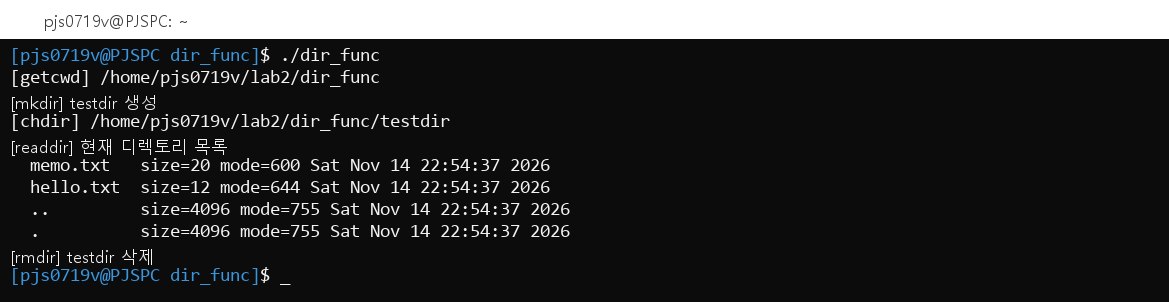 pjs0719v@PJSPC: ~
[pjs0719v@PJSPC dir_func]$ ./dir_func
[getcwd] /home/pjs0719v/lab2/dir_func
[mkdir] testdir 생성
[chdir] /home/pjs0719v/lab2/dir_func/testdir
[readdir] 현재 디렉토리 목록
  memo.txt   size=20 mode=600 Sat Nov 14 22:54:37 2026
  hello.txt  size=12 mode=644 Sat Nov 14 22:54:37 2026
  ..         size=4096 mode=755 Sat Nov 14 22:54:37 2026
  .          size=4096 mode=755 Sat Nov 14 22:54:37 2026
[rmdir] testdir 삭제
[pjs0719v@PJSPC dir_func]$ _